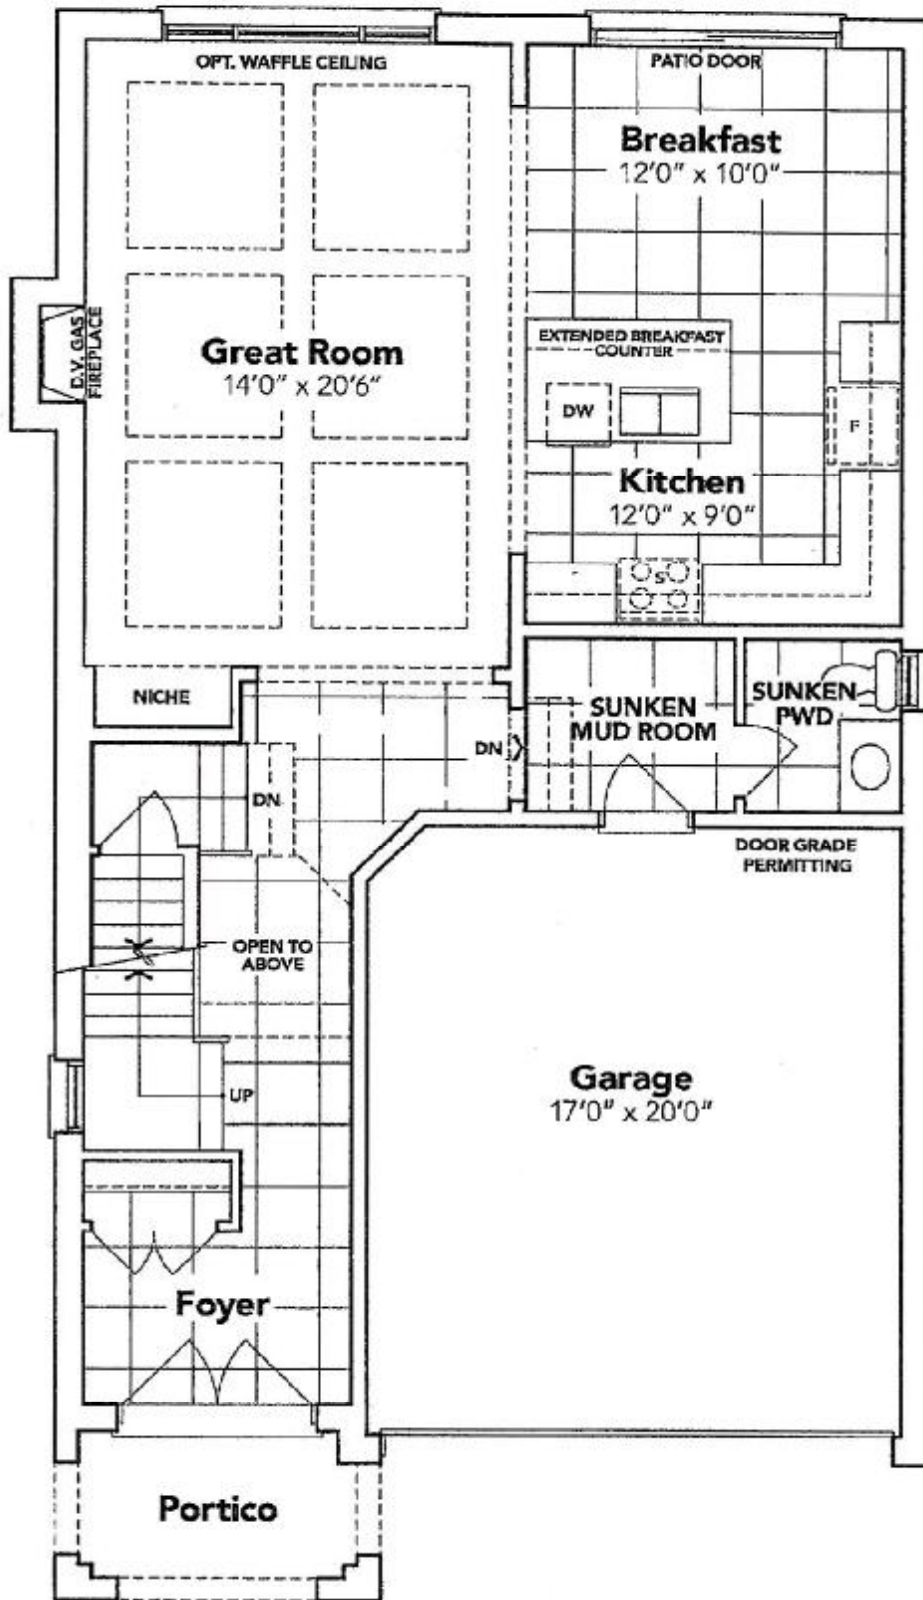 OPT. WAFFLE CEILING
PATIO DOOR
Breakfast
12'0" x 10'0"
D.V. GAS
FIREPLACE
Great Room
14'0" x 20'6"
EXTENDED BREAKFAST
COUNTER
DW
F
Kitchen
12'0" x 9'0"
S
NICHE
SUNKEN
MUD ROOM
SUNKEN
PWD
DN
DN
DOOR GRADE
PERMITTING
OPEN TO
ABOVE
UP
Garage
17'0" x 20'0"
Foyer
Portico